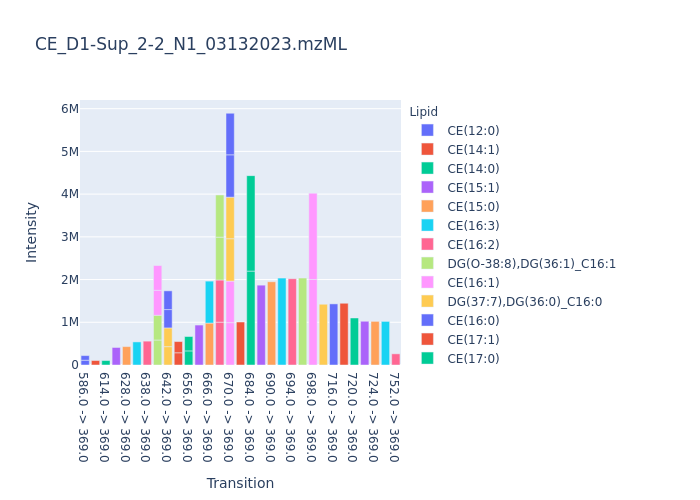 CE_D1-Sup_2-2_N1_03132023.mzML
Lipid
CE(12:0)
CE(14:1)
CE(14:0)
CE(15:1)
CE(15:0)
CE(16:3)
CE(16:2)
DG(O-38:8),DG(36:1)_C16:1
CE(16:1)
DG(37:7),DG(36:0)_C16:0
CE(16:0)
CE(17:1)
CE(17:0)
6M
5M
4M
3M
2M
1M
0
Intensity
586.0 -> 369.0
614.0 -> 369.0
628.0 -> 369.0
638.0 -> 369.0
642.0 -> 369.0
656.0 -> 369.0
666.0 -> 369.0
670.0 -> 369.0
684.0 -> 369.0
690.0 -> 369.0
694.0 -> 369.0
698.0 -> 369.0
716.0 -> 369.0
720.0 -> 369.0
724.0 -> 369.0
752.0 -> 369.0
Transition